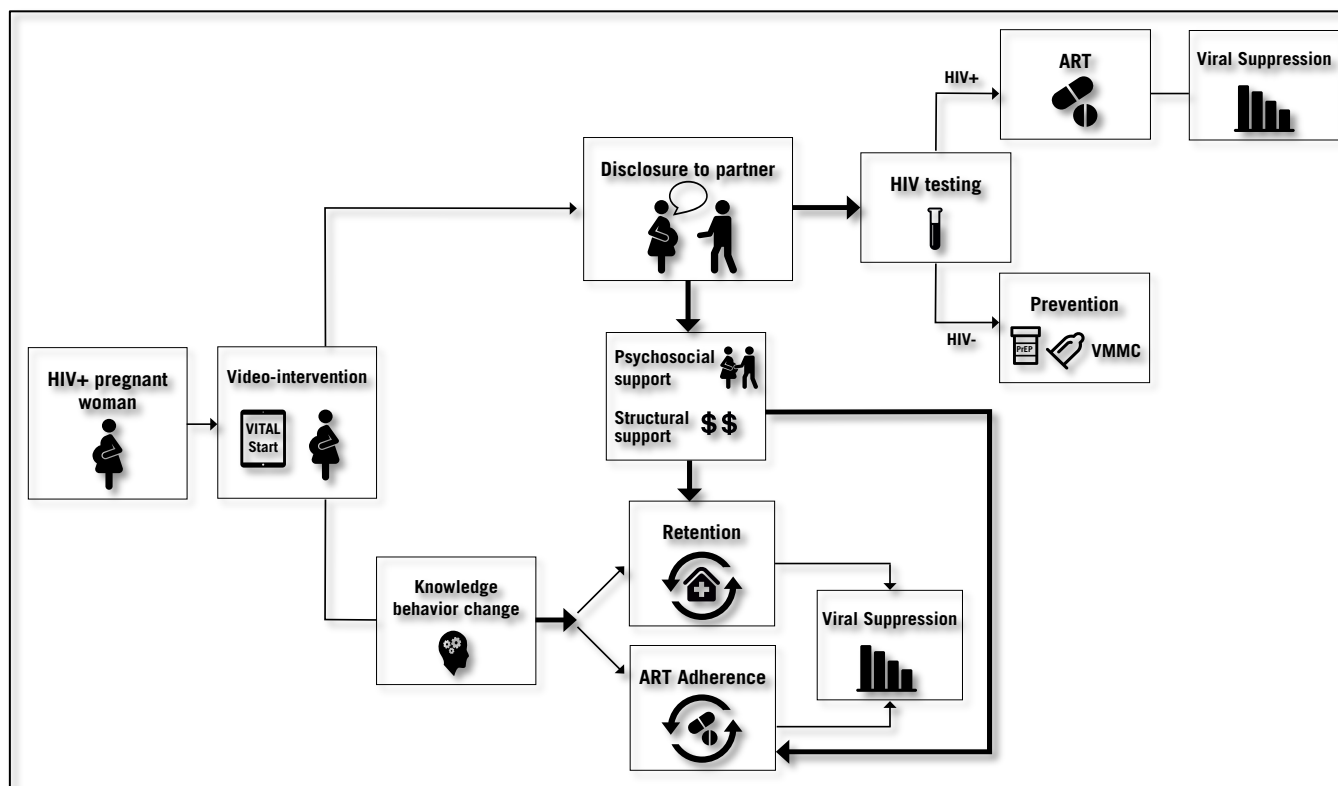 HIV+ pregnant
woman
Video-intervention
VITAL
Start
Disclosure to partner
HIV testing
HIV+
ART
Viral Suppression
HIV-
Prevention
PrEP
VMMC
Psychosocial
support
Structural
support
$$
Knowledge
behavior change
Retention
ART Adherence
Viral Suppression